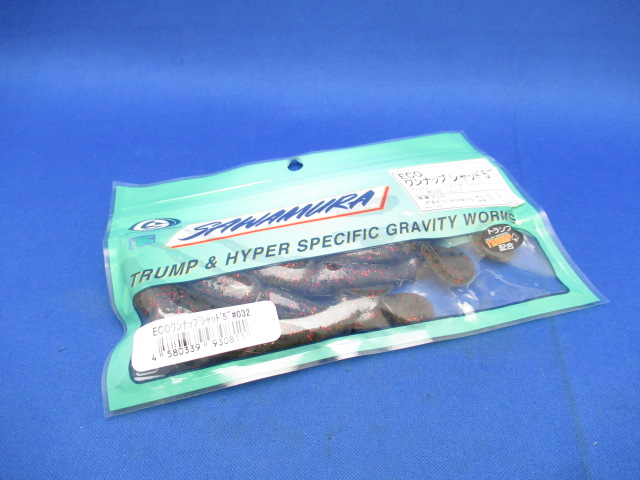 ECO
ワンナップシャッド5"
SAWAMURA
TRUMP & HYPER SPECIFIC GRAVITY WORKS
トランプ
配合
ECOワンナップシャッド5"#032
4 580339 930811